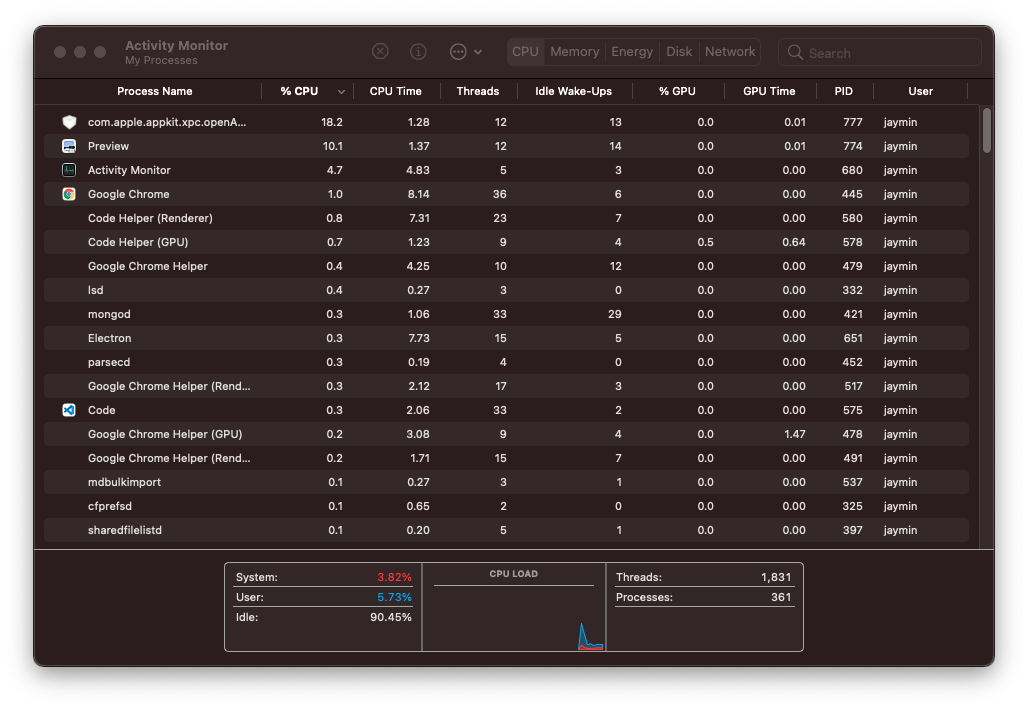 Activity Monitor
My Processes
CPU Memory Energy Disk Network Search
Process Name % CPU CPU Time Threads Idle Wake-Ups % GPU GPU Time PID User
com.apple.appkit.xpc.openA... 18.2 1.28 12 13 0.0 0.01 777 jaymin
Preview 10.1 1.37 12 14 0.0 0.01 774 jaymin
Activity Monitor 4.7 4.83 5 3 0.0 0.00 680 jaymin
Google Chrome 1.0 8.14 36 6 0.0 0.00 445 jaymin
Code Helper (Renderer) 0.8 7.31 23 7 0.0 0.00 580 jaymin
Code Helper (GPU) 0.7 1.23 9 4 0.5 0.64 578 jaymin
Google Chrome Helper 0.4 4.25 10 12 0.0 0.00 479 jaymin
lsd 0.4 0.27 3 0 0.0 0.00 332 jaymin
mongod 0.3 1.06 33 29 0.0 0.00 421 jaymin
Electron 0.3 7.73 15 5 0.0 0.00 651 jaymin
parsecd 0.3 0.19 4 0 0.0 0.00 452 jaymin
Google Chrome Helper (Rend... 0.3 2.12 17 3 0.0 0.00 517 jaymin
Code 0.3 2.06 33 2 0.0 0.00 575 jaymin
Google Chrome Helper (GPU) 0.2 3.08 9 4 0.0 1.47 478 jaymin
Google Chrome Helper (Rend... 0.2 1.71 15 7 0.0 0.00 491 jaymin
mdbulkimport 0.1 0.27 3 1 0.0 0.00 537 jaymin
cfprefsd 0.1 0.65 2 0 0.0 0.00 325 jaymin
sharedfilelistd 0.1 0.20 5 1 0.0 0.00 397 jaymin
System: 3.82%
User: 5.73%
Idle: 90.45%
CPU LOAD
Threads: 1,831
Processes: 361